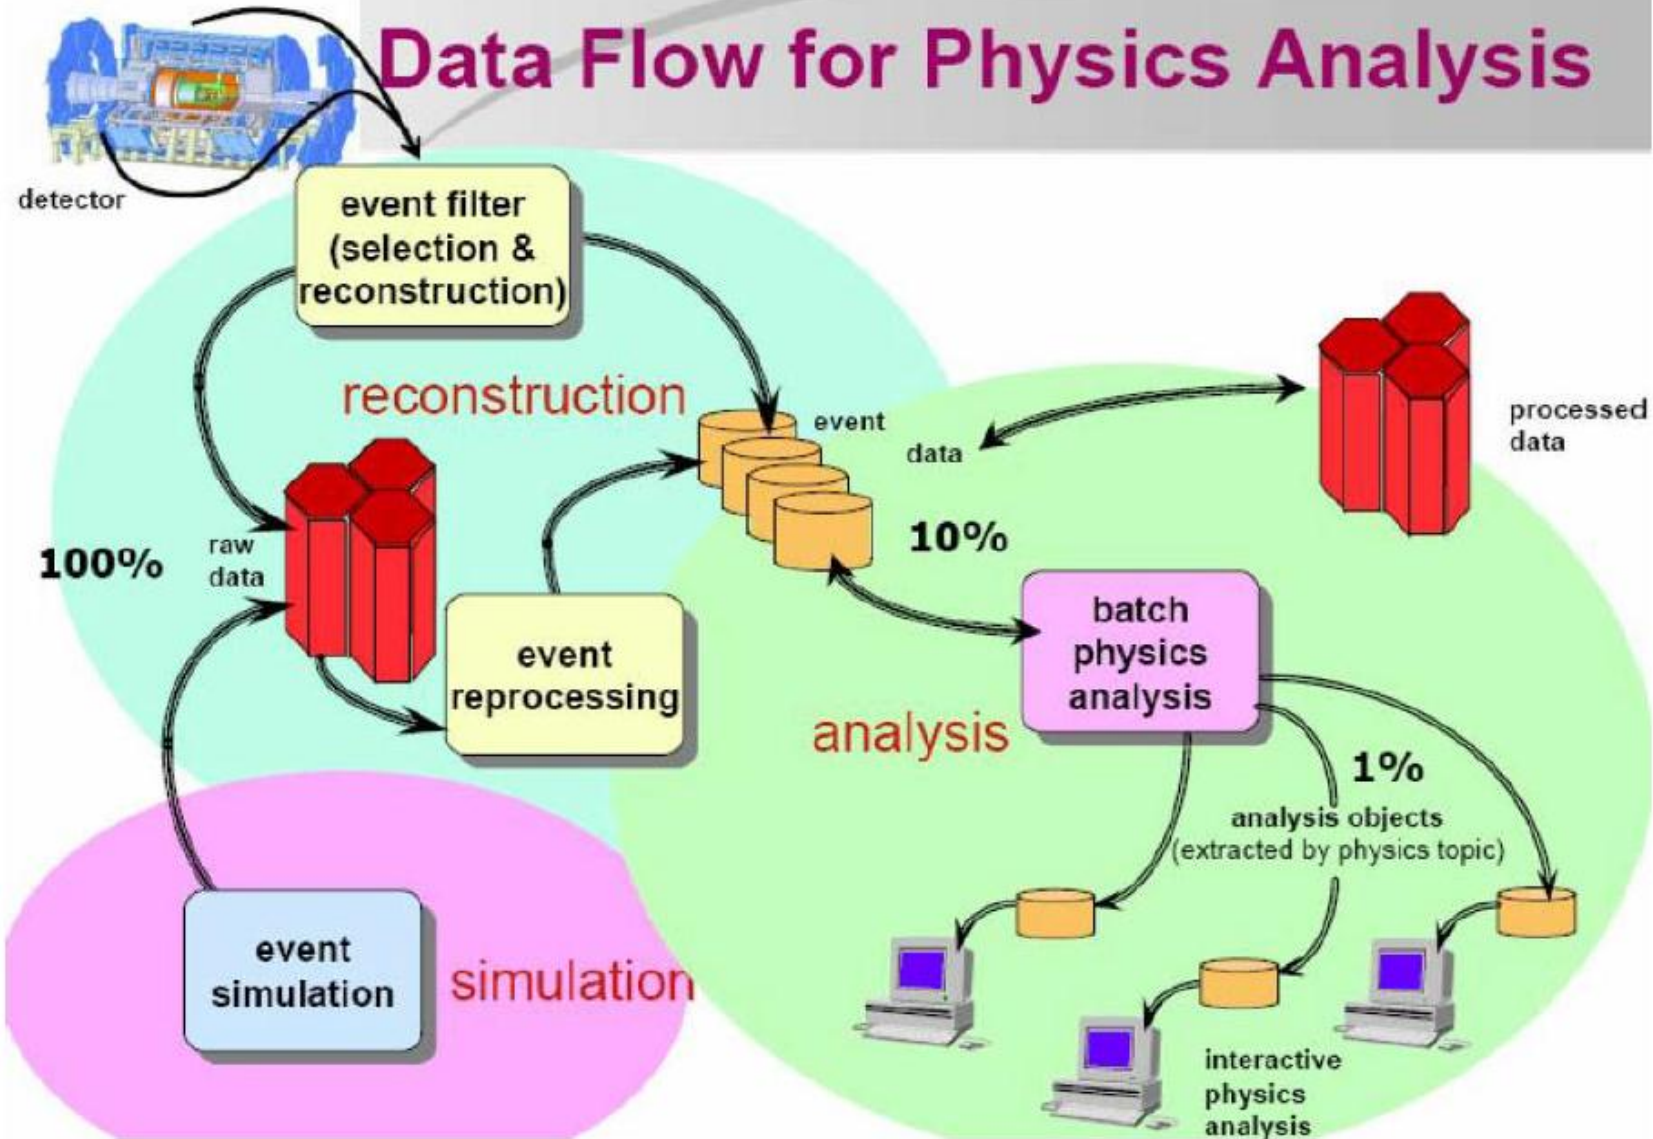 Data Flow for Physics Analysis
detector
event filter
(selection &
reconstruction)
reconstruction
event
data
processed
data
100%
raw
data
10%
event
reprocessing
batch
physics
analysis
analysis
1%
analysis objects
(extracted by physics topic)
event
simulation
simulation
interactive
physics
analysis